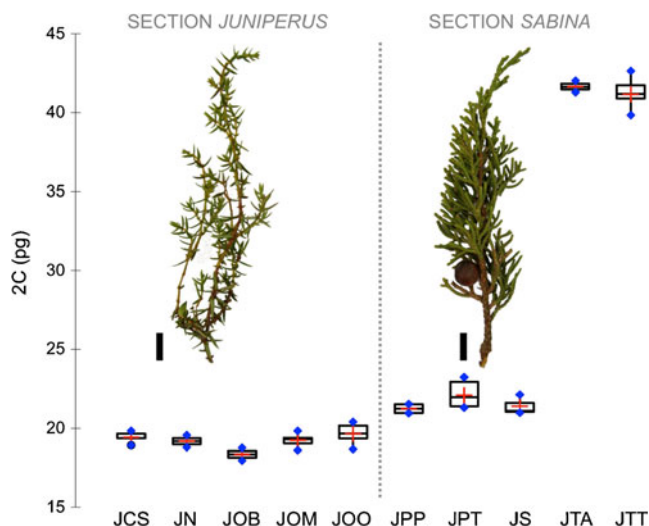 SECTION JUNIPERUS SECTION SABINA
45
40
35
30
25
20
15
2C (pg)
JCS JN JOB JOM JOO JPP JPT JS JTA JTT